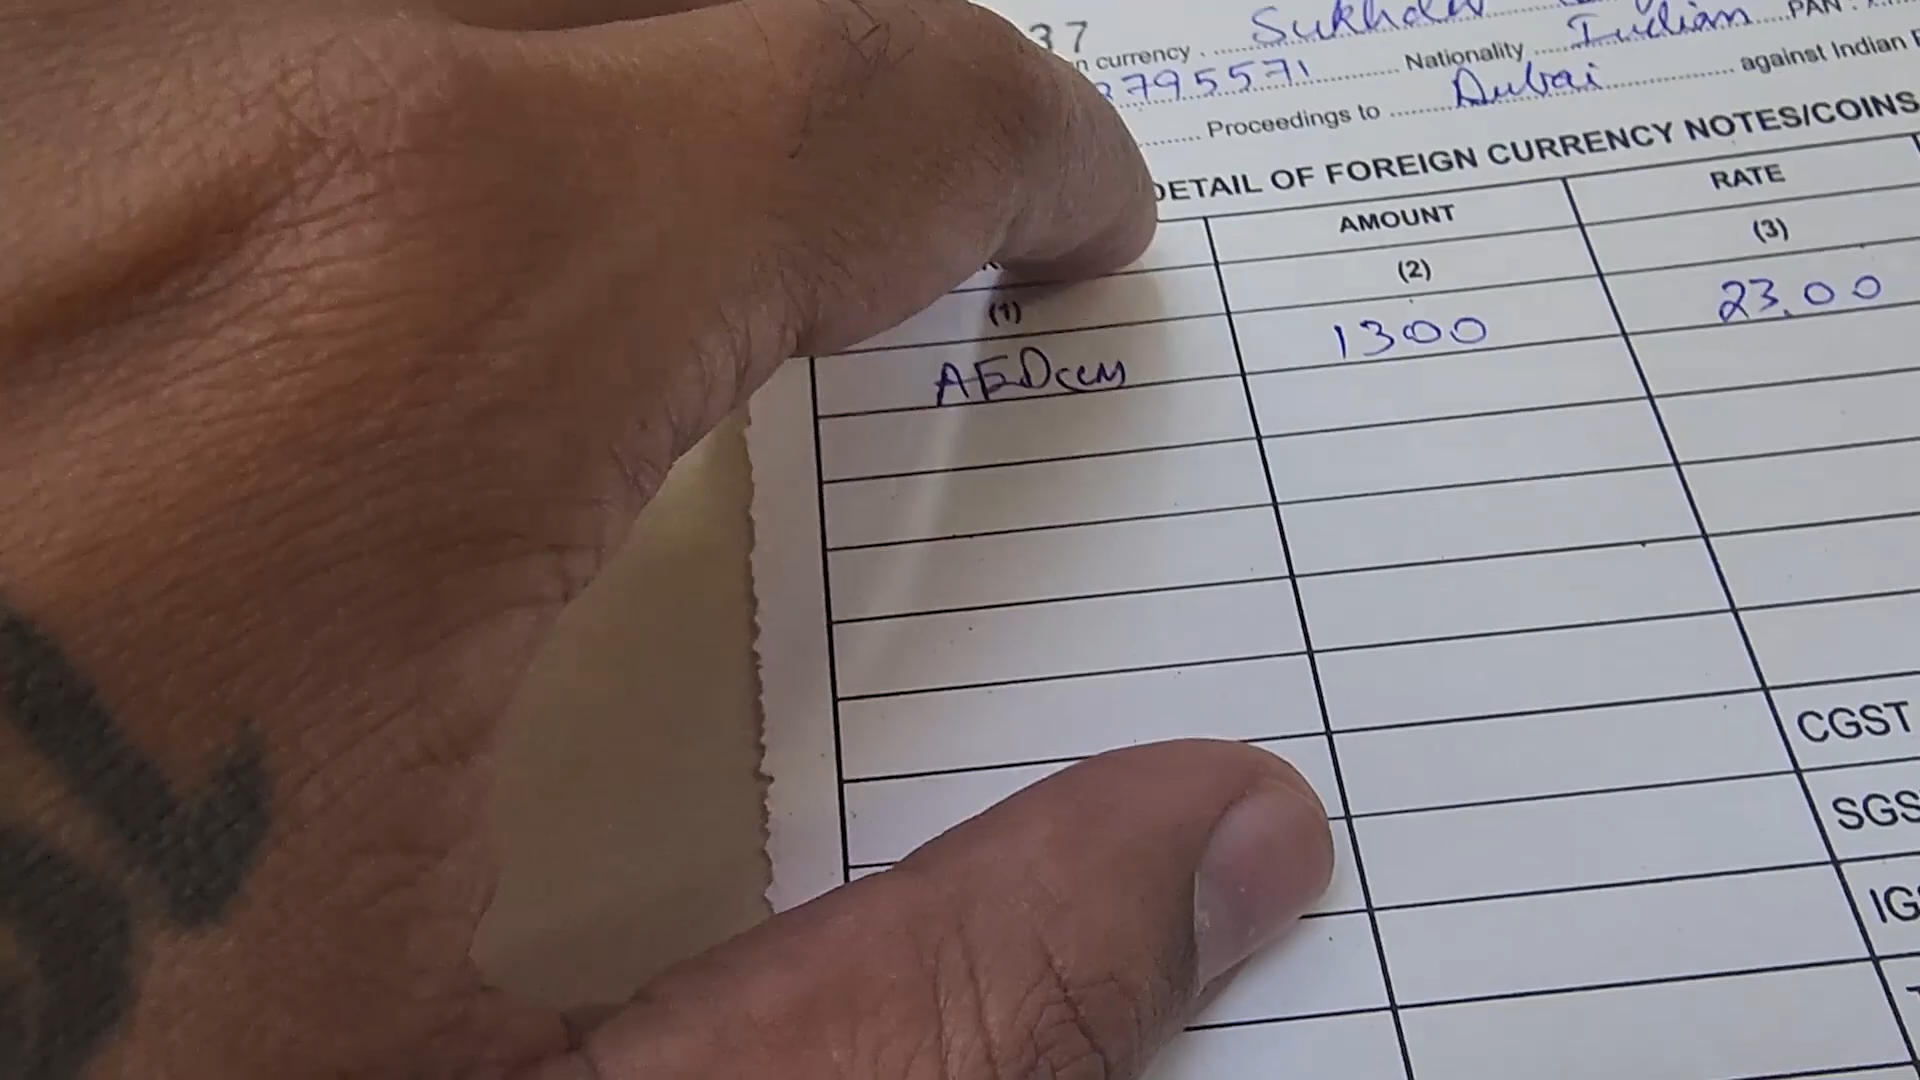 37
n currency . Sukhdev
795571 Nationality Indian PAN :
Proceedings to Dubai against Indian
DETAIL OF FOREIGN CURRENCY NOTES/COINS
AMOUNT RATE
(1) (2) (3)
AED 1300 23.00
CGST
SGS
IG